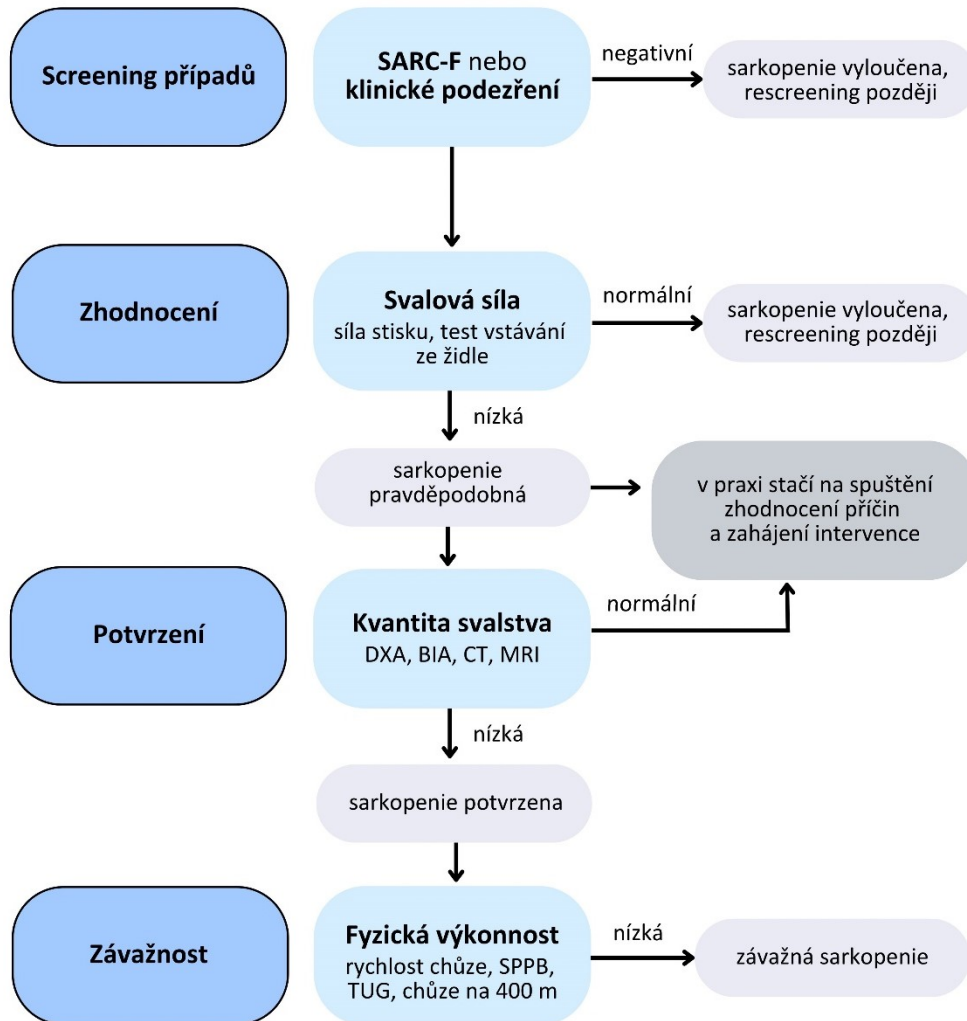 Screening případů
SARC-F nebo
klinické podezření
negativní
sarkopenie vyloučena,
rescreening později
Zhodnocení
Svalová síla
síla stisku, test vstávání
ze židle
normální
sarkopenie vyloučena,
rescreening později
nízká
sarkopenie
pravděpodobná
v praxi stačí na spuštění
zhodnocení příčin
a zahájení intervence
Potvrzení
Kvantita svalstva
DXA, BIA, CT, MRI
normální
nízká
sarkopenie potvrzena
Závažnost
Fyzická výkonnost
rychlost chůze, SPPB,
TUG, chůze na 400 m
nízká
závažná sarkopenie